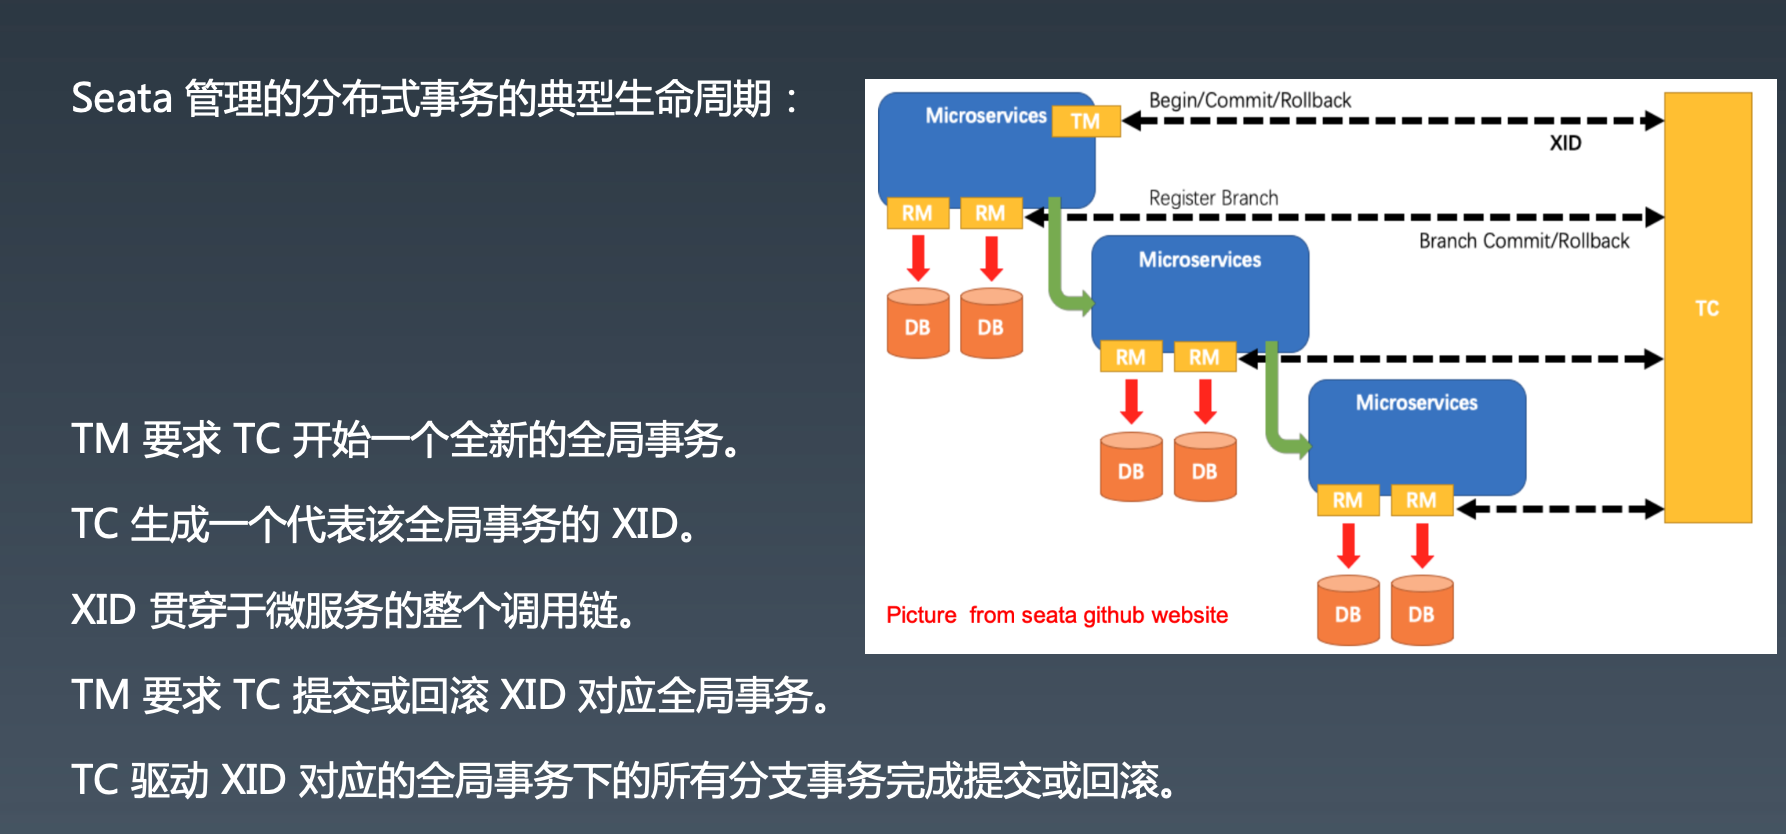 Seata 管理的分布式事务的典型生命周期：
TM 要求 TC 开始一个全新的全局事务。
TC 生成一个代表该全局事务的 XID。
XID 贯穿于微服务的整个调用链。
TM 要求 TC 提交或回滚 XID 对应全局事务。
TC 驱动 XID 对应的全局事务下的所有分支事务完成提交或回滚。
Begin/Commit/Rollback
Microservices
TM
XID
Register Branch
RM
RM
Branch Commit/Rollback
Microservices
TC
DB
DB
RM
RM
Microservices
DB
DB
RM
RM
DB
DB
Picture from seata github website